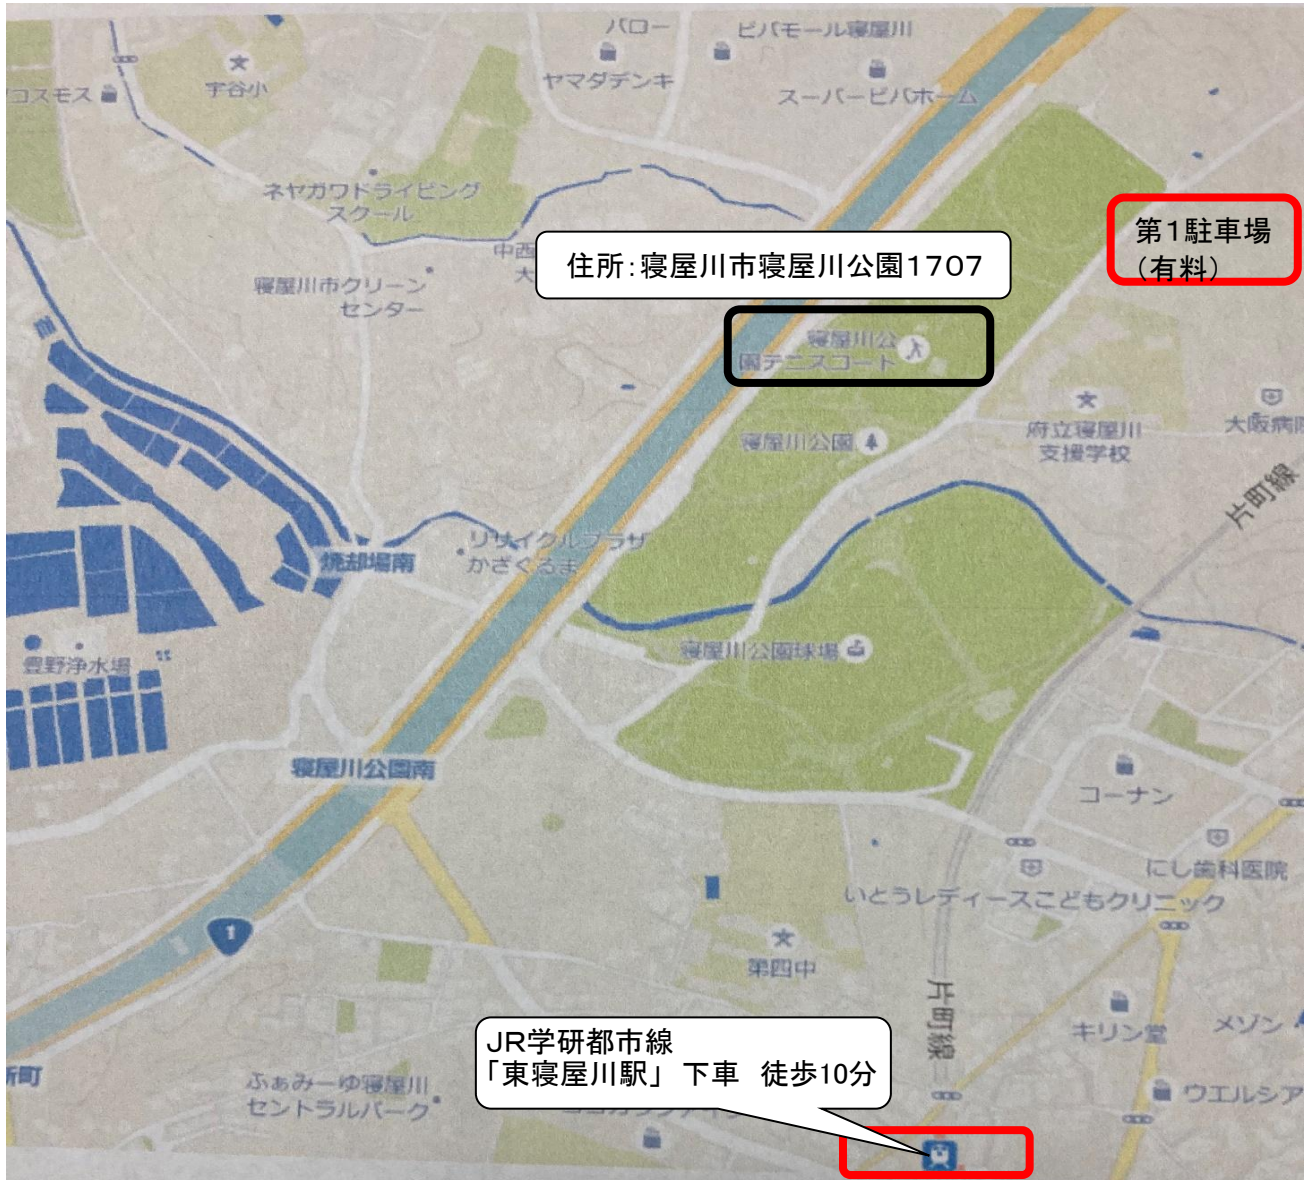 バロー
ビバモール寝屋川
ヤマダデンキ
スーパービバホーム
宇谷小
コスモス
ネヤガワドライビング
スクール
第1駐車場
(有料)
中西
大
住所:寝屋川市寝屋川公園1707
寝屋川市クリーン
センター
寝屋川公
園テニスコート
府立寝屋川
支援学校
大阪病院
寝屋川公園
片町線
リサイクルプラザ
かざぐるま
焼却場南
豊野浄水場
寝屋川公園球場
寝屋川公園南
コーナン
にし歯科医院
いとうレディースこどもクリニック
1
第四中
片町線
キリン堂
メゾン
JR学研都市線
「東寝屋川駅」下車 徒歩10分
新町
ふぁみーゆ寝屋川
セントラルパーク
ウエルシア